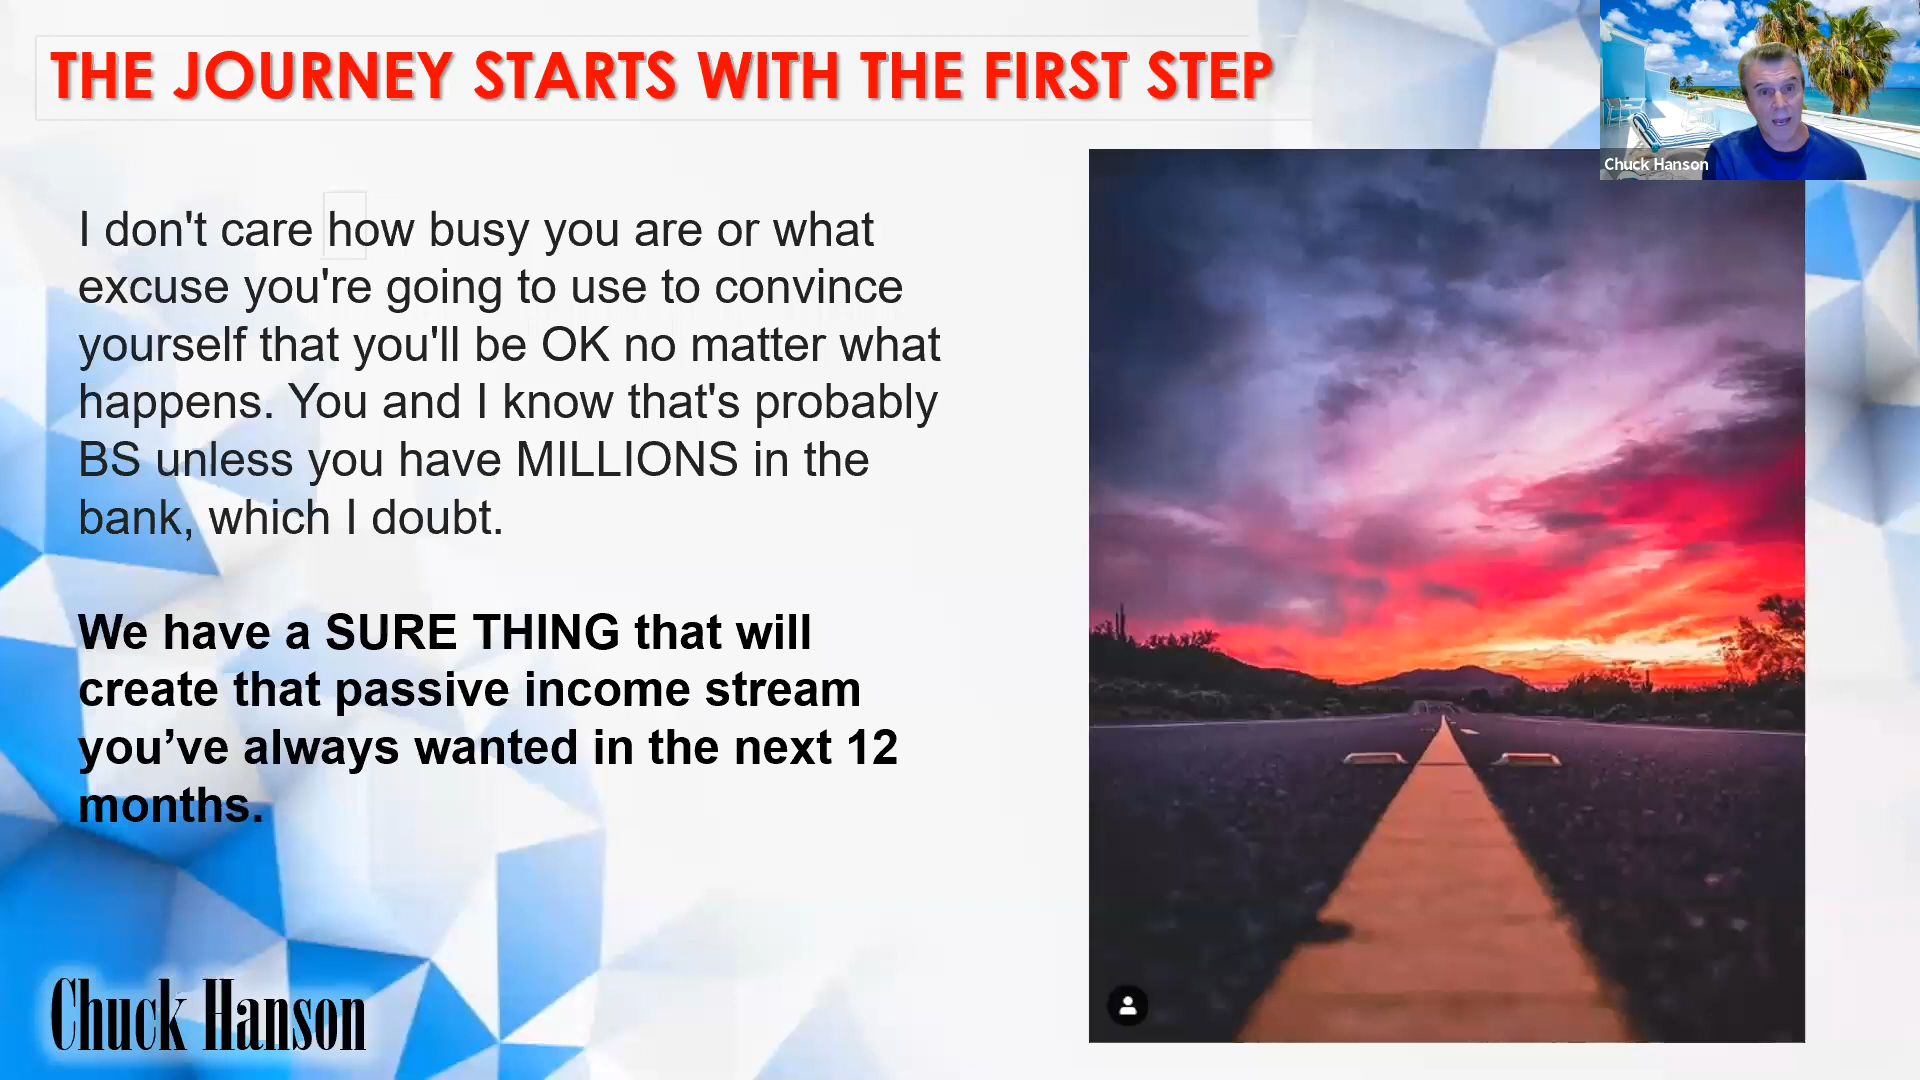 THE JOURNEY STARTS WITH THE FIRST STEP
Chuck Hanson
I don't care how busy you are or what
excuse you're going to use to convince
yourself that you'll be OK no matter what
happens. You and I know that's probably
BS unless you have MILLIONS in the
bank, which I doubt.
We have a SURE THING that will
create that passive income stream
you’ve always wanted in the next 12
months.
Chuck Hanson